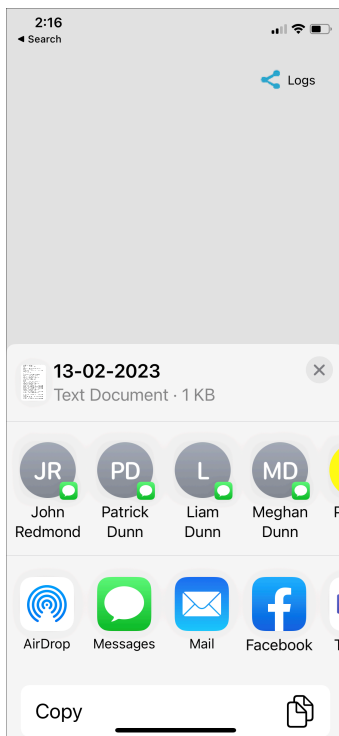 2:16
◀ Search
Logs
13-02-2023
Text Document · 1 KB
JR
PD
L
MD
John
Redmond
Patrick
Dunn
Liam
Dunn
Meghan
Dunn
AirDrop
Messages
Mail
Facebook
Copy